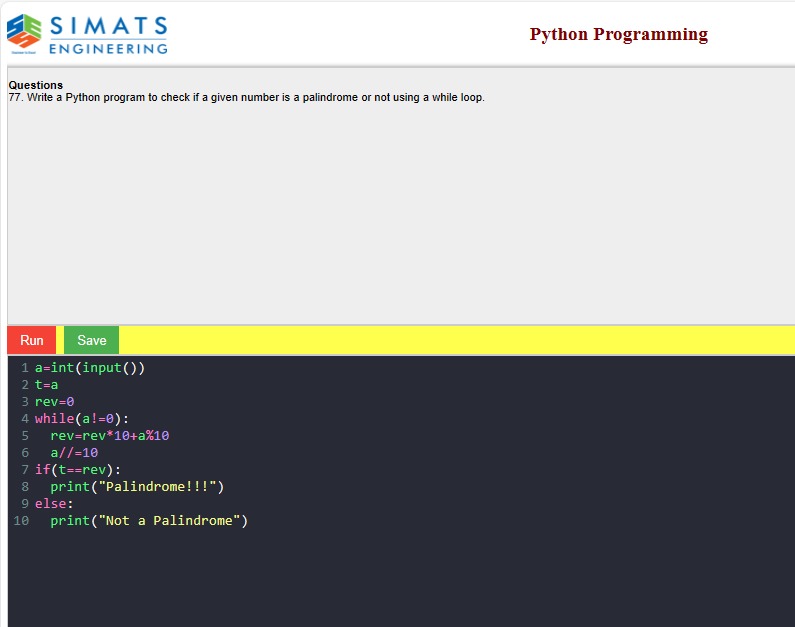 SIMATS
ENGINEERING
Python Programming
Questions
77. Write a Python program to check if a given number is a palindrome or not using a while loop.
Run Save
1 a=int(input())
2 t=a
3 rev=0
4 while(a!=0):
5   rev=rev*10+a%10
6   a//=10
7 if(t==rev):
8   print("Palindrome!!!")
9 else:
10   print("Not a Palindrome")